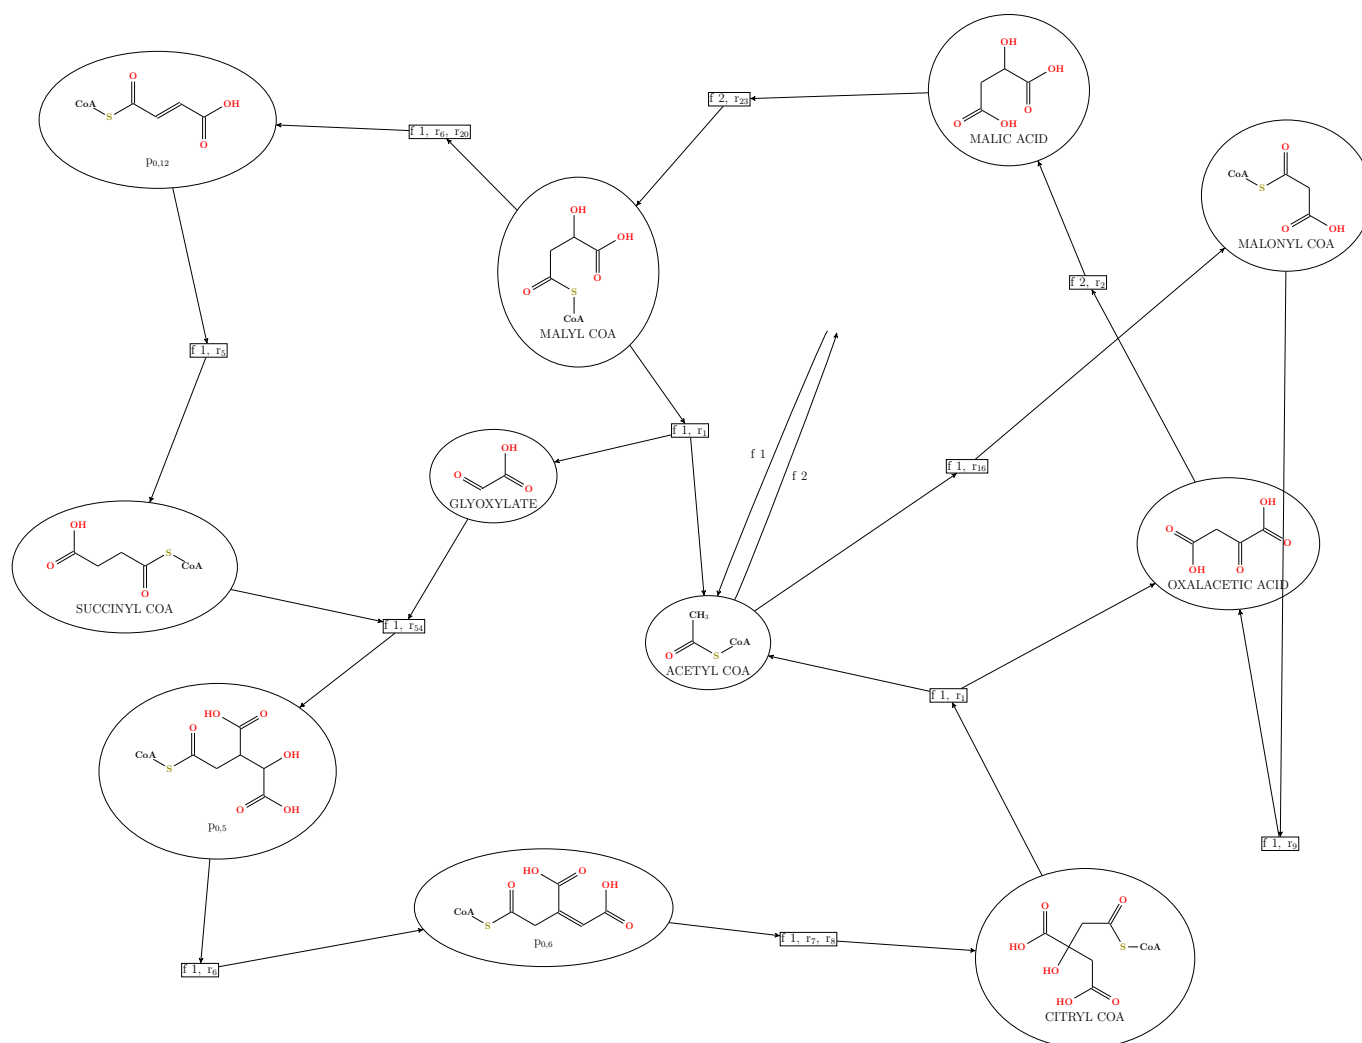 OH
OH
O
O
OH
MALIC ACID
f 2, r23
O
CoA
S
OH
O
p0,12
f 1, r6, r20
O
CoA
S
O
OH
MALONYL COA
OH
OH
O
O
S
CoA
MALYL COA
f 2, r2
f 1, r5
f 1, r1
f 1
f 2
f 1, r16
OH
O
O
GLYOXYLATE
OH
O
O
OH
O
OXALACETIC ACID
OH
O
S
CoA
O
SUCCINYL COA
f 1, r54
CH3
CoA
O
S
ACETYL COA
f 1, r1
HO
O
O
CoA
S
OH
O
OH
p0,5
f 1, r9
HO
O
O
OH
CoA
S
O
p0,6
f 1, r7, r8
f 1, r6
O
O
HO
S
CoA
HO
HO
O
CITRYL COA